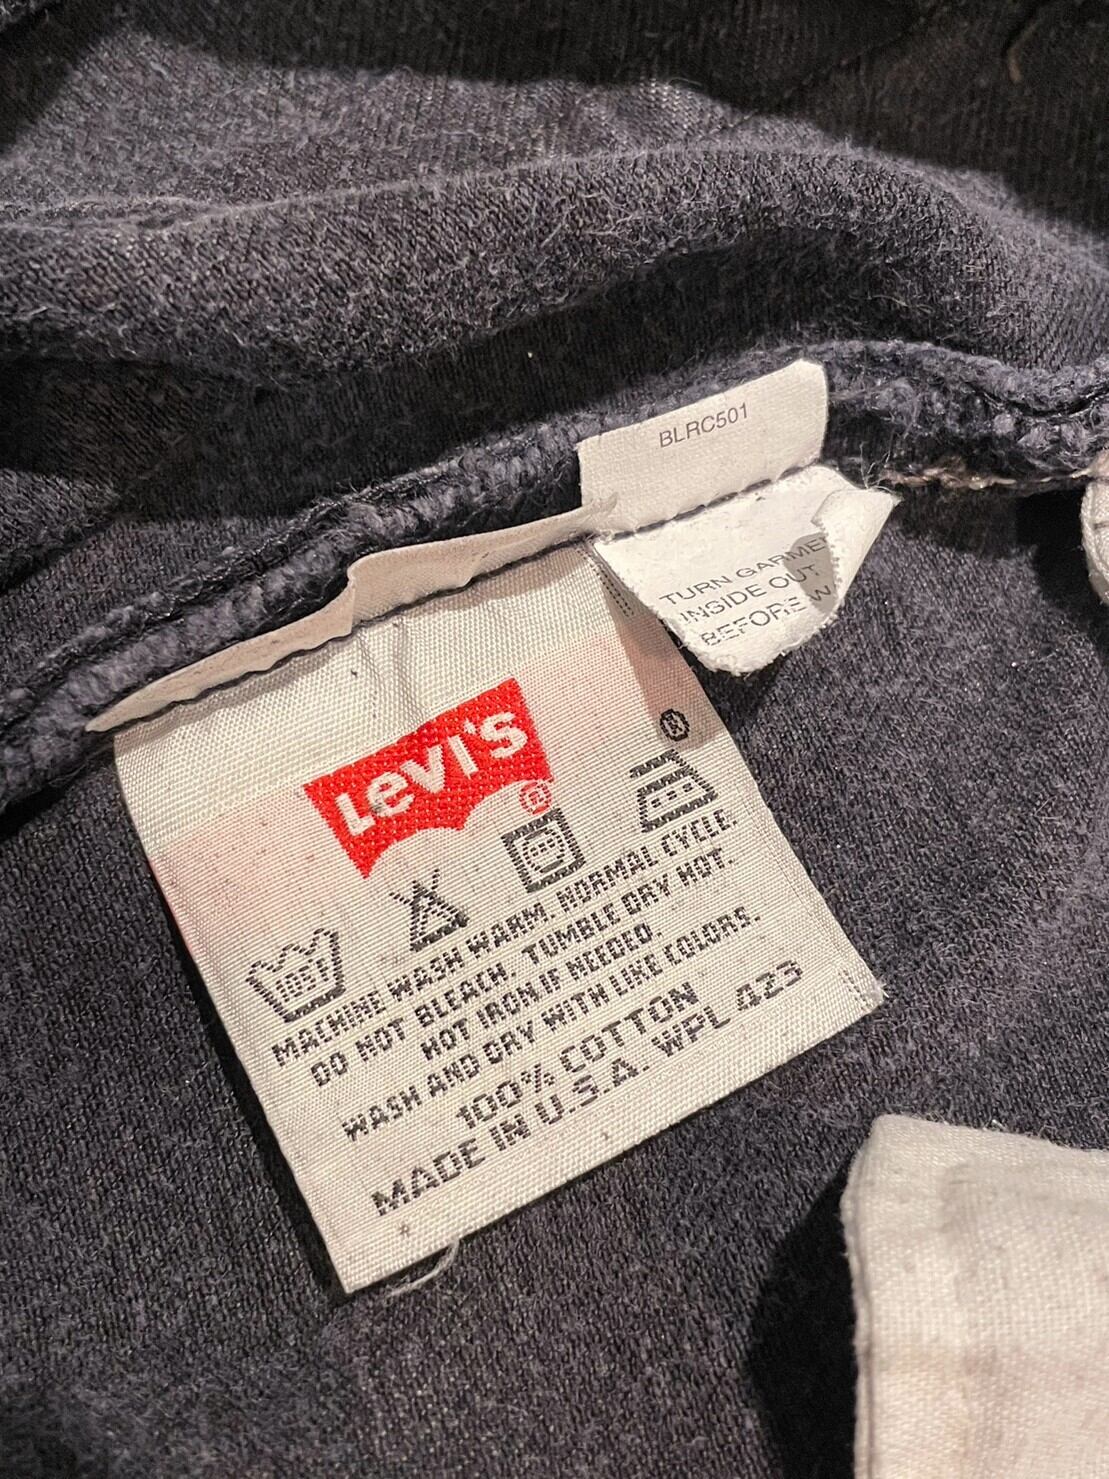 BLRC501
TURN GARME
INSIDE OUT
BEFORE W
Levi's
®
105F
MACHINE WASH WARM. NORMAL CYCLE.
DO NOT BLEACH. TUMBLE DRY HOT.
HOT IRON.IF NEEDED.
WASH AND DRY WITH LIKE COLORS.
100% COTTON
MADE IN U.S.A. WPL 423